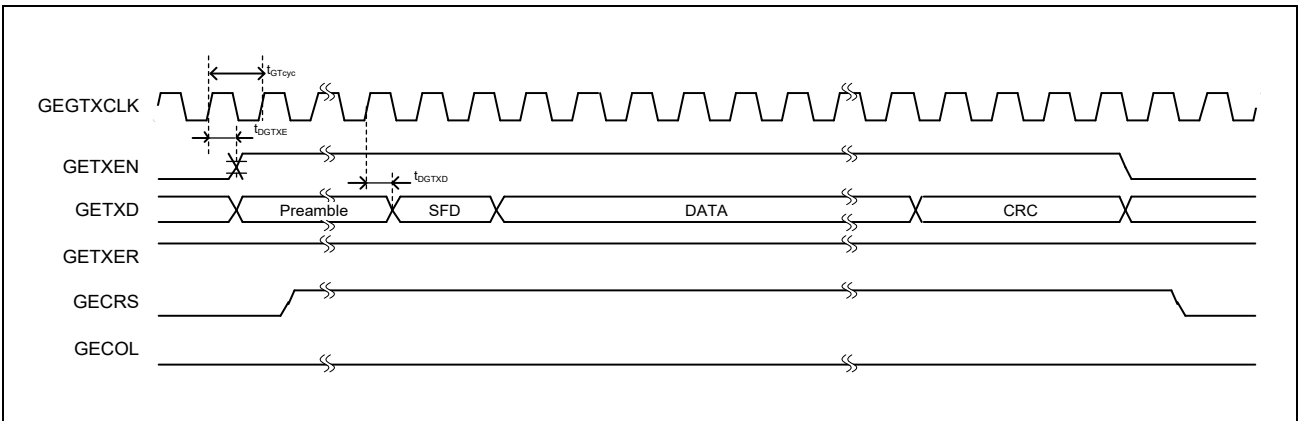 tGTcyc
GEGTXCLK
tDGTXE
GETXEN
tDGTXD
GETXD Preamble SFD DATA CRC
GETXER
GECRS
GECOL